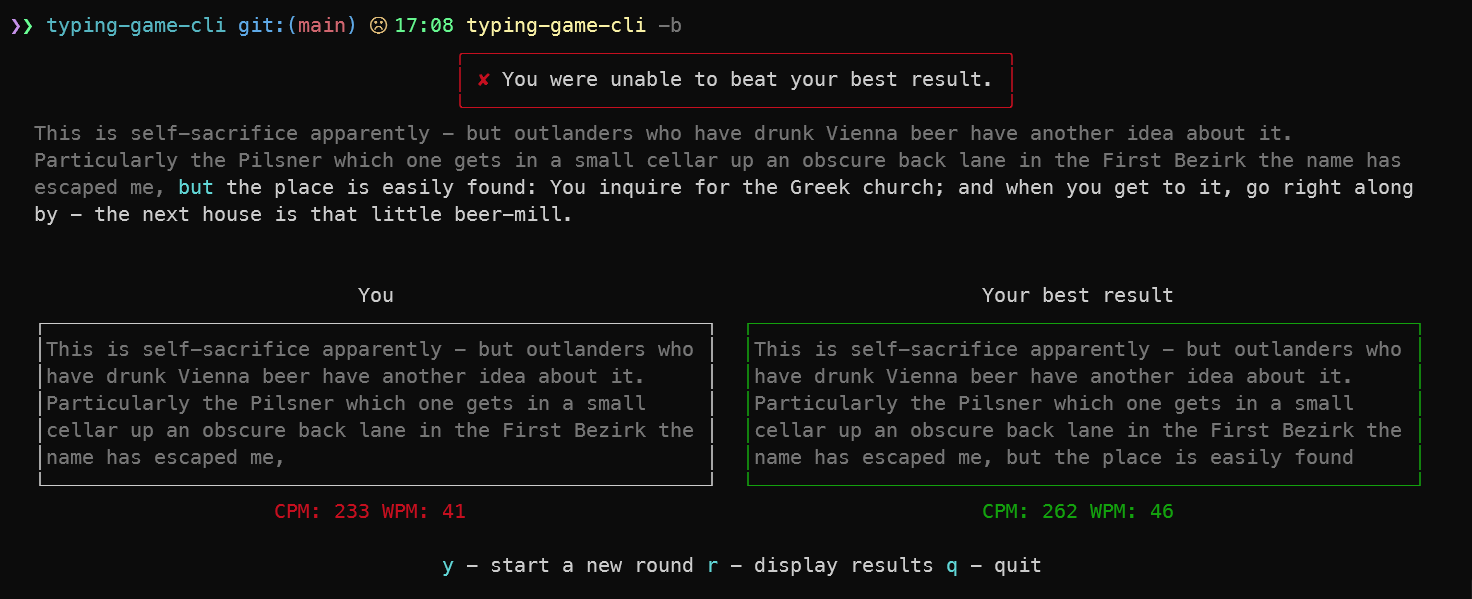 ❯❯ typing-game-cli git:(main) ☹ 17:08 typing-game-cli -b
✘ You were unable to beat your best result.
This is self-sacrifice apparently - but outlanders who have drunk Vienna beer have another idea about it.
Particularly the Pilsner which one gets in a small cellar up an obscure back lane in the First Bezirk the name has
escaped me, but the place is easily found: You inquire for the Greek church; and when you get to it, go right along
by - the next house is that little beer-mill.
You
This is self-sacrifice apparently - but outlanders who
have drunk Vienna beer have another idea about it.
Particularly the Pilsner which one gets in a small
cellar up an obscure back lane in the First Bezirk the
name has escaped me,
CPM: 233 WPM: 41
Your best result
This is self-sacrifice apparently - but outlanders who
have drunk Vienna beer have another idea about it.
Particularly the Pilsner which one gets in a small
cellar up an obscure back lane in the First Bezirk the
name has escaped me, but the place is easily found
CPM: 262 WPM: 46
y - start a new round r - display results q - quit